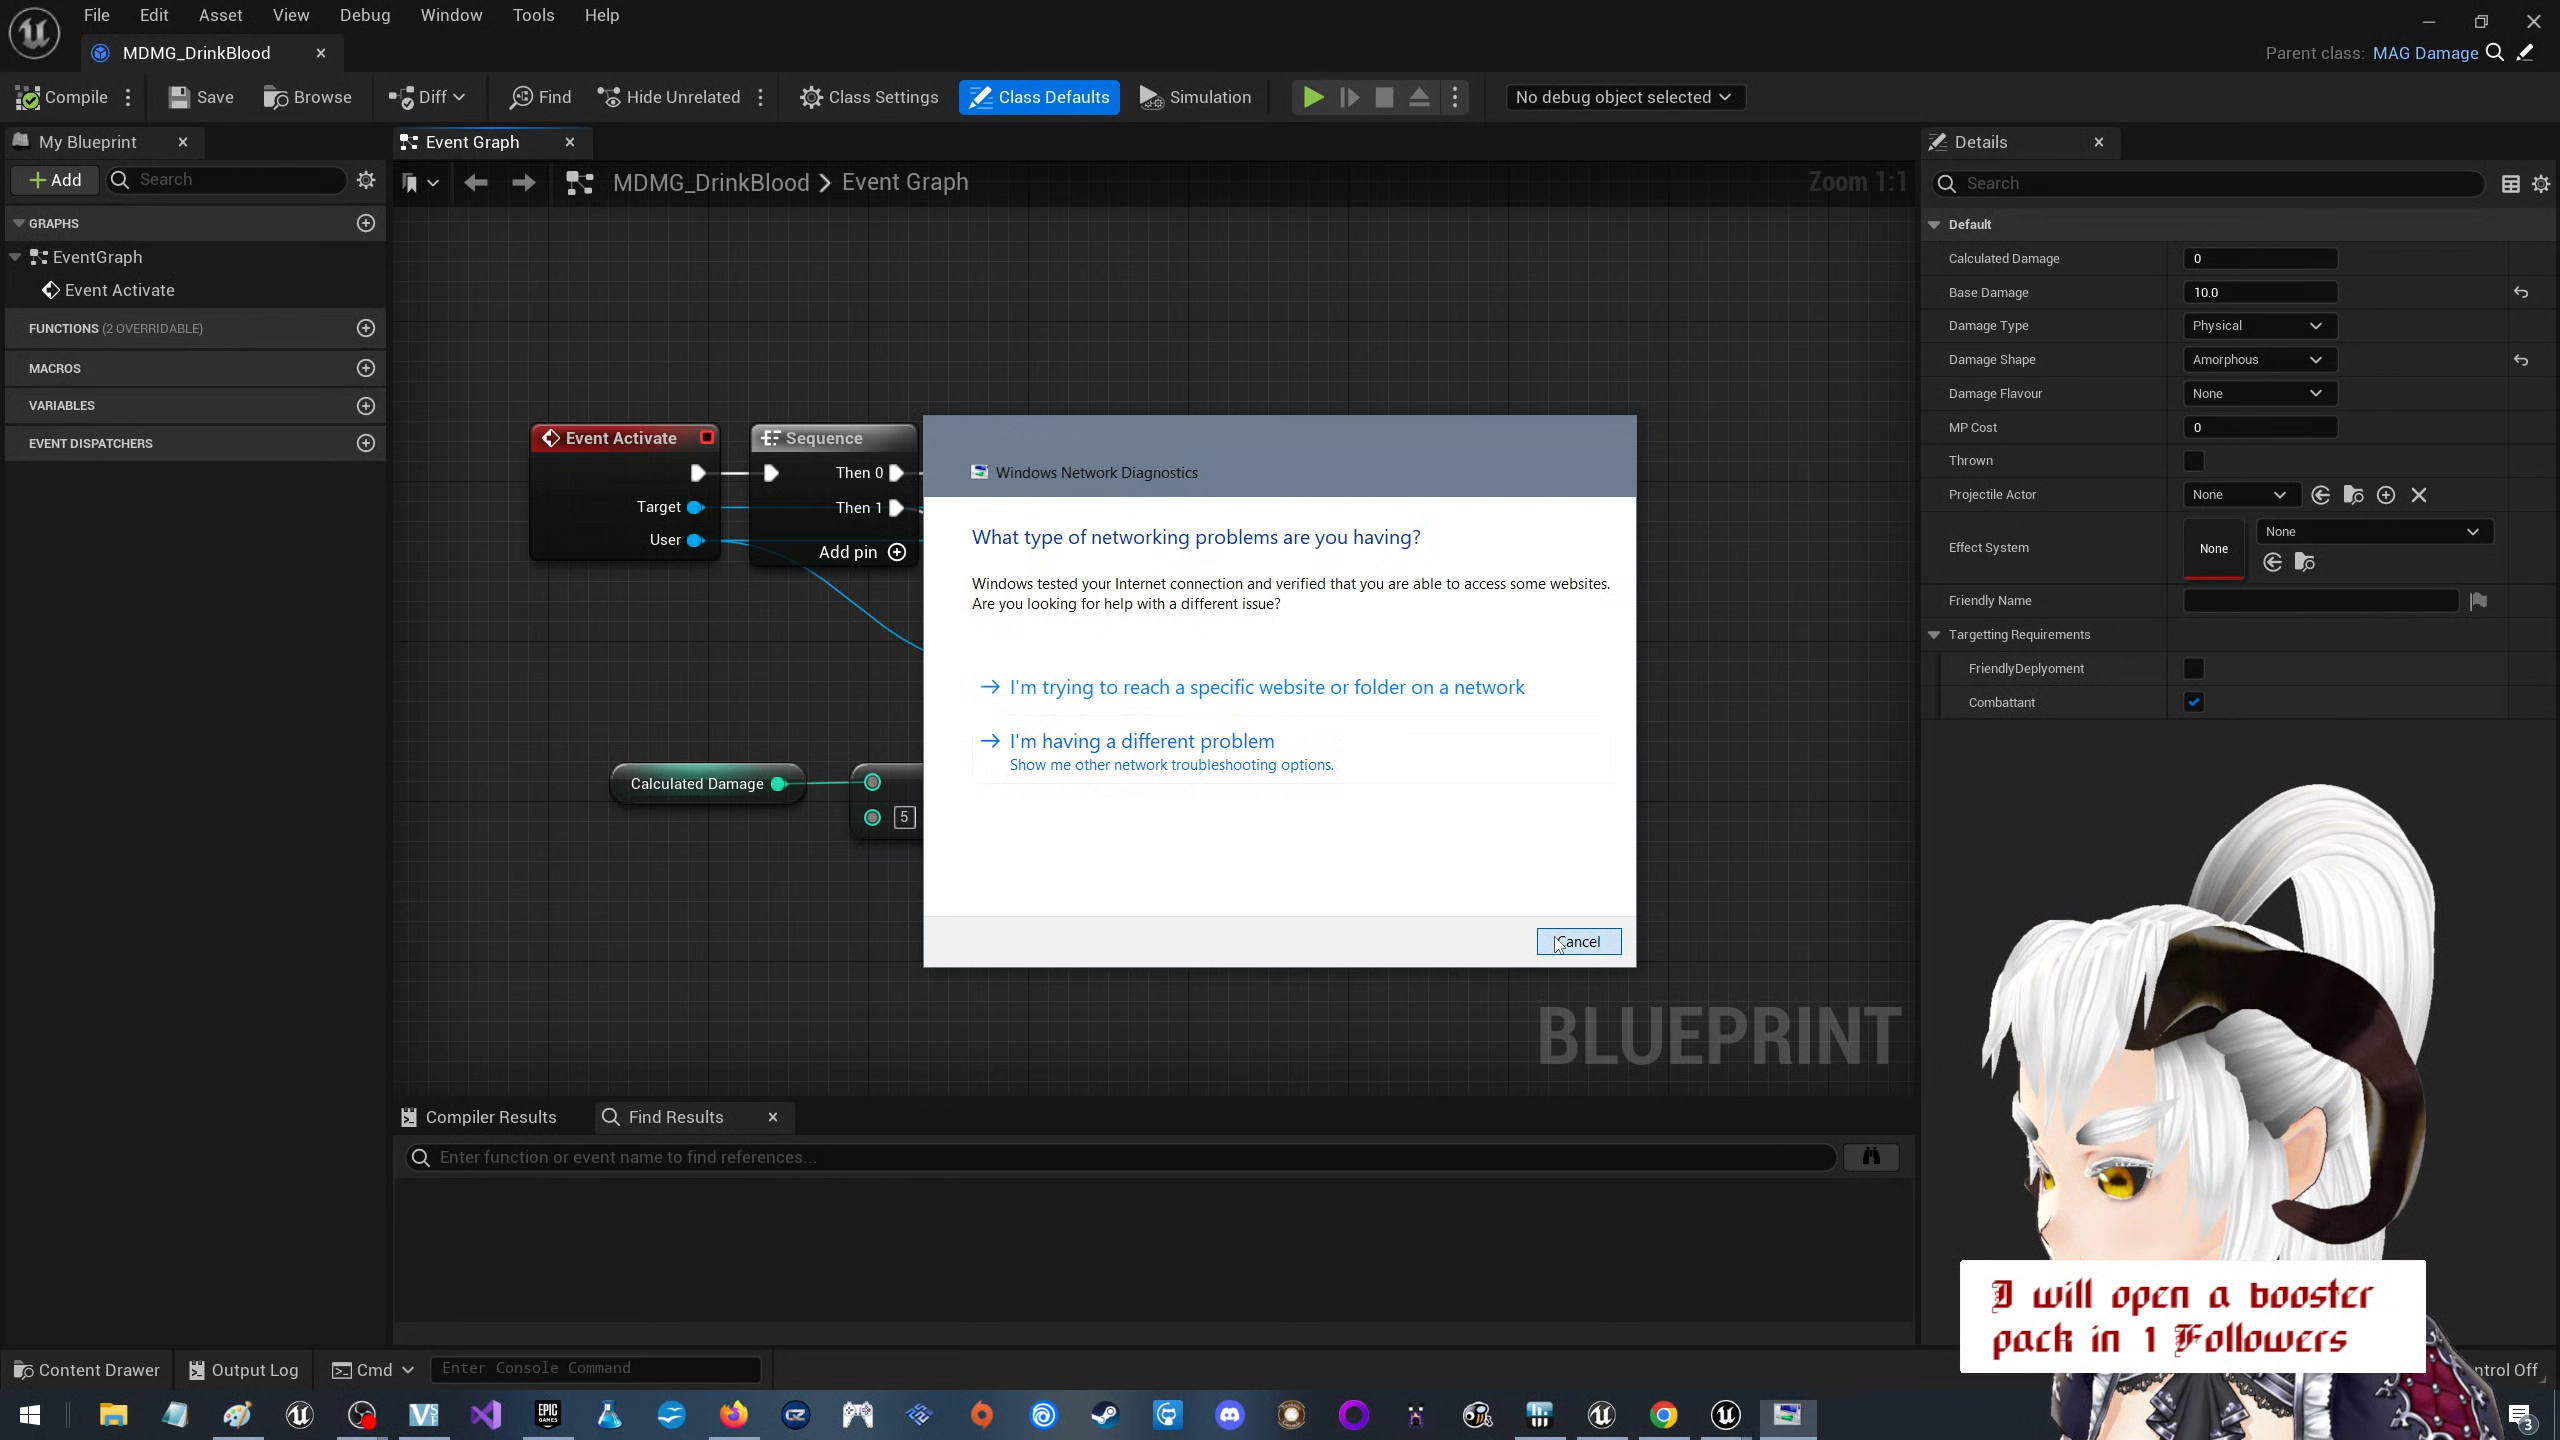 File Edit Asset View Debug Window Tools Help
MDMG_DrinkBlood
Parent class: MAG Damage
Compile Save Browse Diff Find Hide Unrelated Class Settings Class Defaults Simulation No debug object selected
My Blueprint
Event Graph
Details
Add Search
MDMG_DrinkBlood Event Graph
Zoom 1:1
Search
GRAPHS
EventGraph
Event Activate
FUNCTIONS (2 OVERRIDABLE)
MACROS
VARIABLES
EVENT DISPATCHERS
Event Activate
Target
User
Sequence
Then 0
Then 1
Add pin
Calculated Damage
5
Windows Network Diagnostics
What type of networking problems are you having?
Windows tested your Internet connection and verified that you are able to access some websites.
Are you looking for help with a different issue?
I'm trying to reach a specific website or folder on a network
I'm having a different problem
Show me other network troubleshooting options.
Cancel
BLUEPRINT
Default
Calculated Damage 0
Base Damage 10.0
Damage Type Physical
Damage Shape Amorphous
Damage Flavour None
MP Cost 0
Thrown
Projectile Actor None
Effect System None None
Friendly Name
Targetting Requirements
FriendlyDeplyoment
Combattant
Compiler Results Find Results
Enter function or event name to find references...
I will open a booster
pack in 1 Followers
Content Drawer Output Log Cmd Enter Console Command
ntrol Off
EPIC
GAMES
3